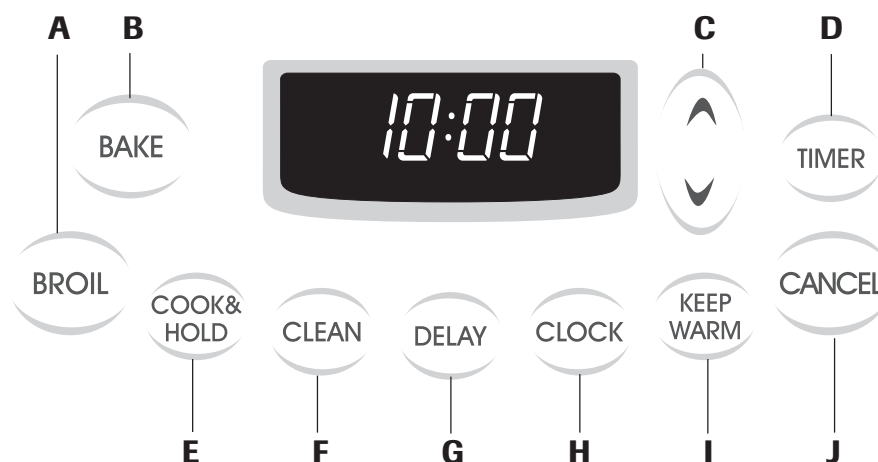 A B C D
10:00
BAKE
TIMER
BROIL
CANCEL
COOK&
HOLD
CLEAN
DELAY
CLOCK
KEEP
WARM
E F G H I J